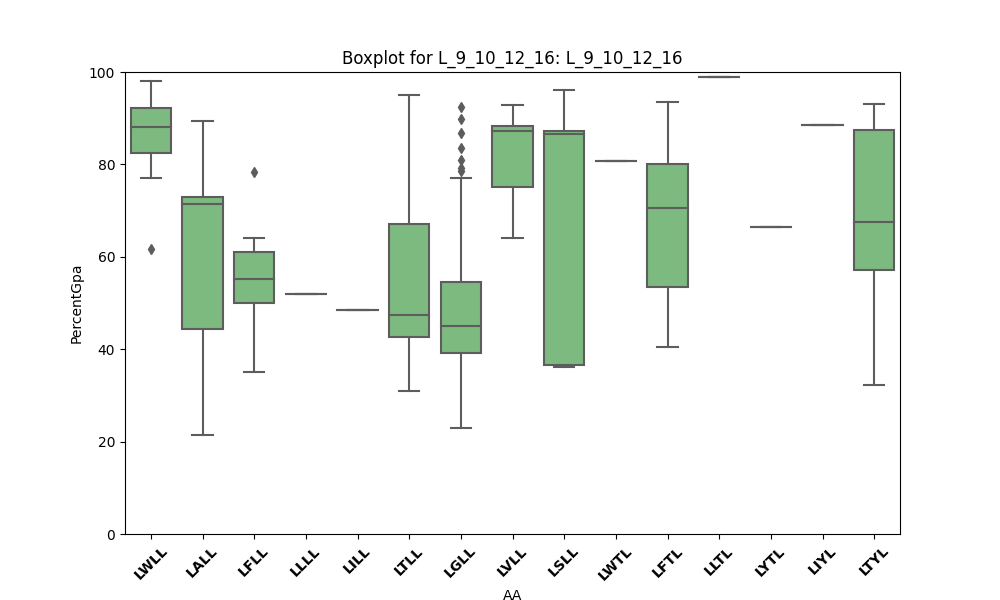 Boxplot for L_9_10_12_16: L_9_10_12_16
PercentGpa
100
80
60
40
20
0
LWLL LALL LFLL LLLL LILL LTLL LGLL LVLL LSLL LWTL LFTL LLTL LYTL LIYL LTYL
AA